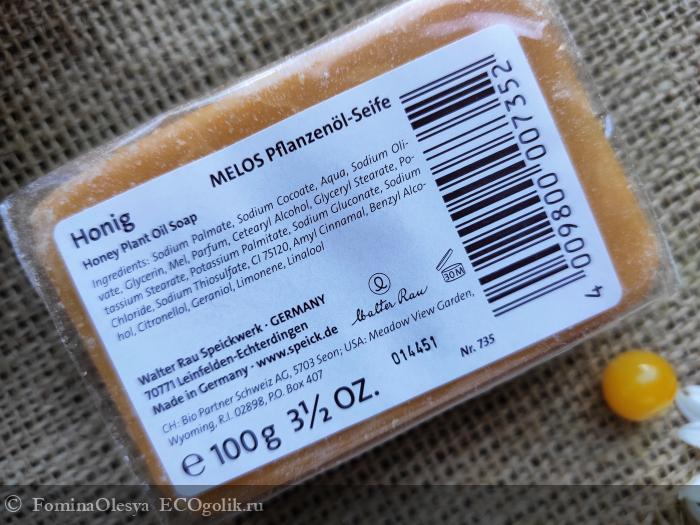 MELOS Pflanzenöl-Seife
Honig
Honey Plant Oil Soap
Ingredients: Sodium Palmate, Sodium Cocoate, Aqua, Sodium Oli-
vate, Glycerin, Mel, Parfum, Cetearyl Alcohol, Glyceryl Stearate, Po-
tassium Stearate, Potassium Palmitate, Sodium Gluconate, Sodium
Chloride, Sodium Thiosulfate, CI 75120, Amyl Cinnamal, Benzyl Alco-
hol, Citronellol, Geraniol, Limonene, Linalool
Walter Rau Speickwerk · GERMANY
70771 Leinfelden-Echterdingen
Made in Germany · www.speick.de
Walter Rau
30M
CH: Bio Partner Schweiz AG, 5703 Seon; USA: Meadow View Garden,
Wyoming, R.I. 02898, P.O. Box 407
014451
Nr. 735
e 100g 3½ OZ.
4 009800 007352
© FominaOlesya ECOgolik.ru